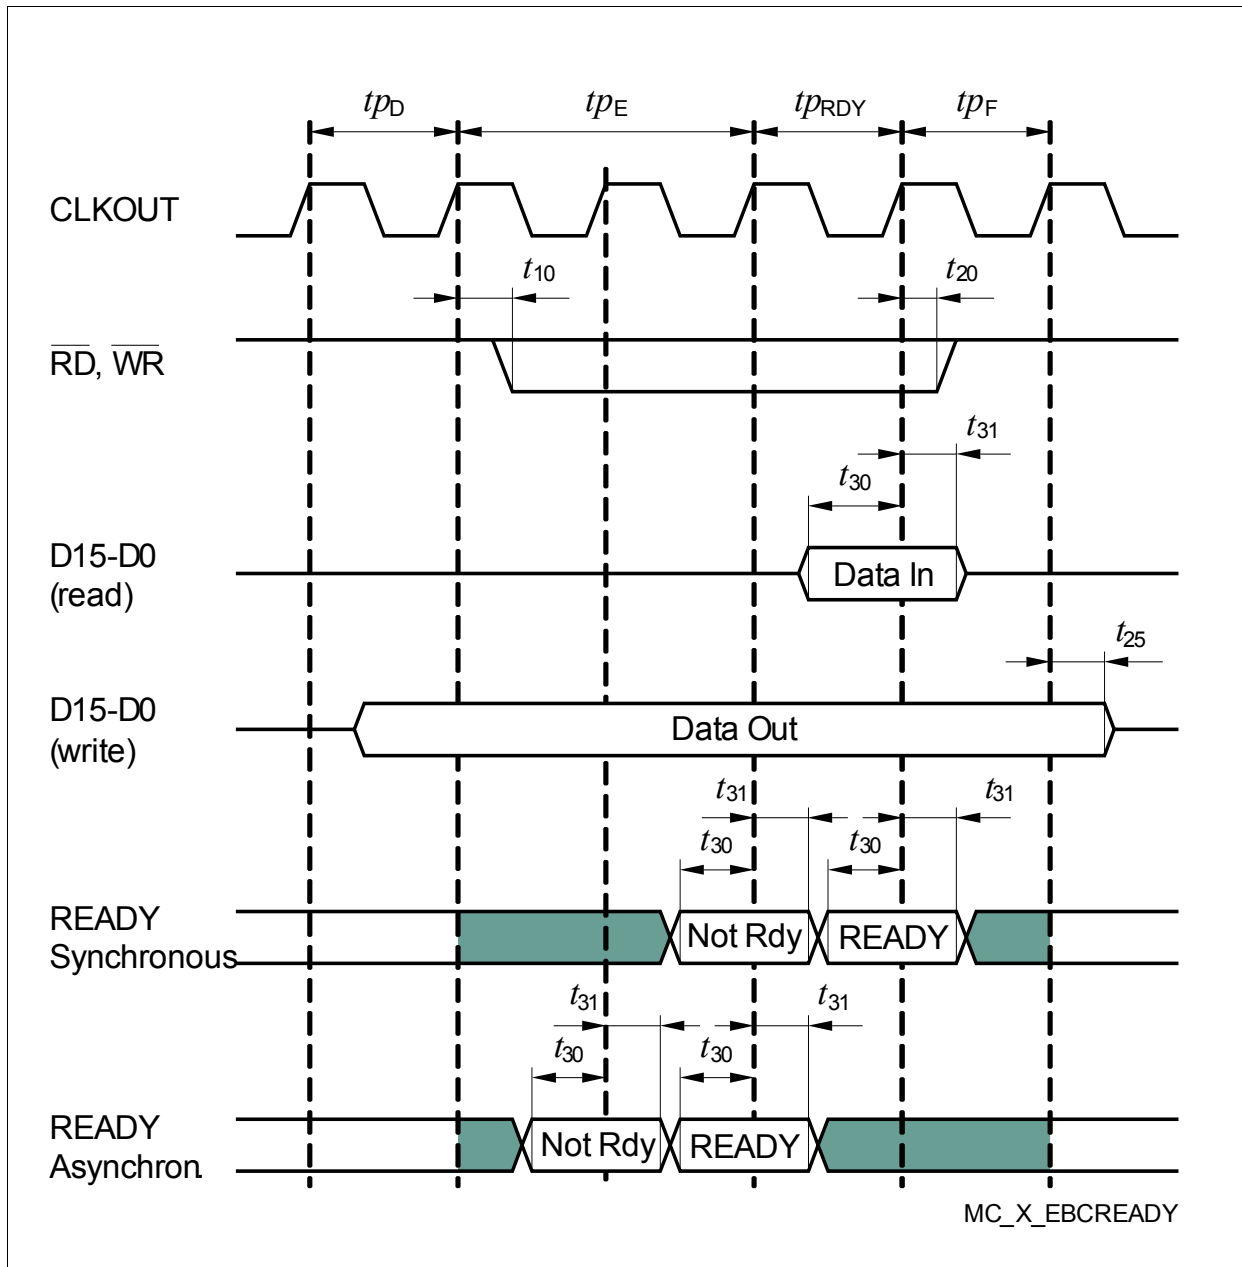 tpD tpE tpRDY tpF
CLKOUT
t10 t20
RD, WR
t31
t30
D15-D0
(read)
Data In
t25
D15-D0
(write)
Data Out
t31 t31
t30 t30
READY
Synchronous
Not Rdy READY
t31 t31
t30 t30
READY
Asynchron.
Not Rdy READY
MC_X_EBCREADY